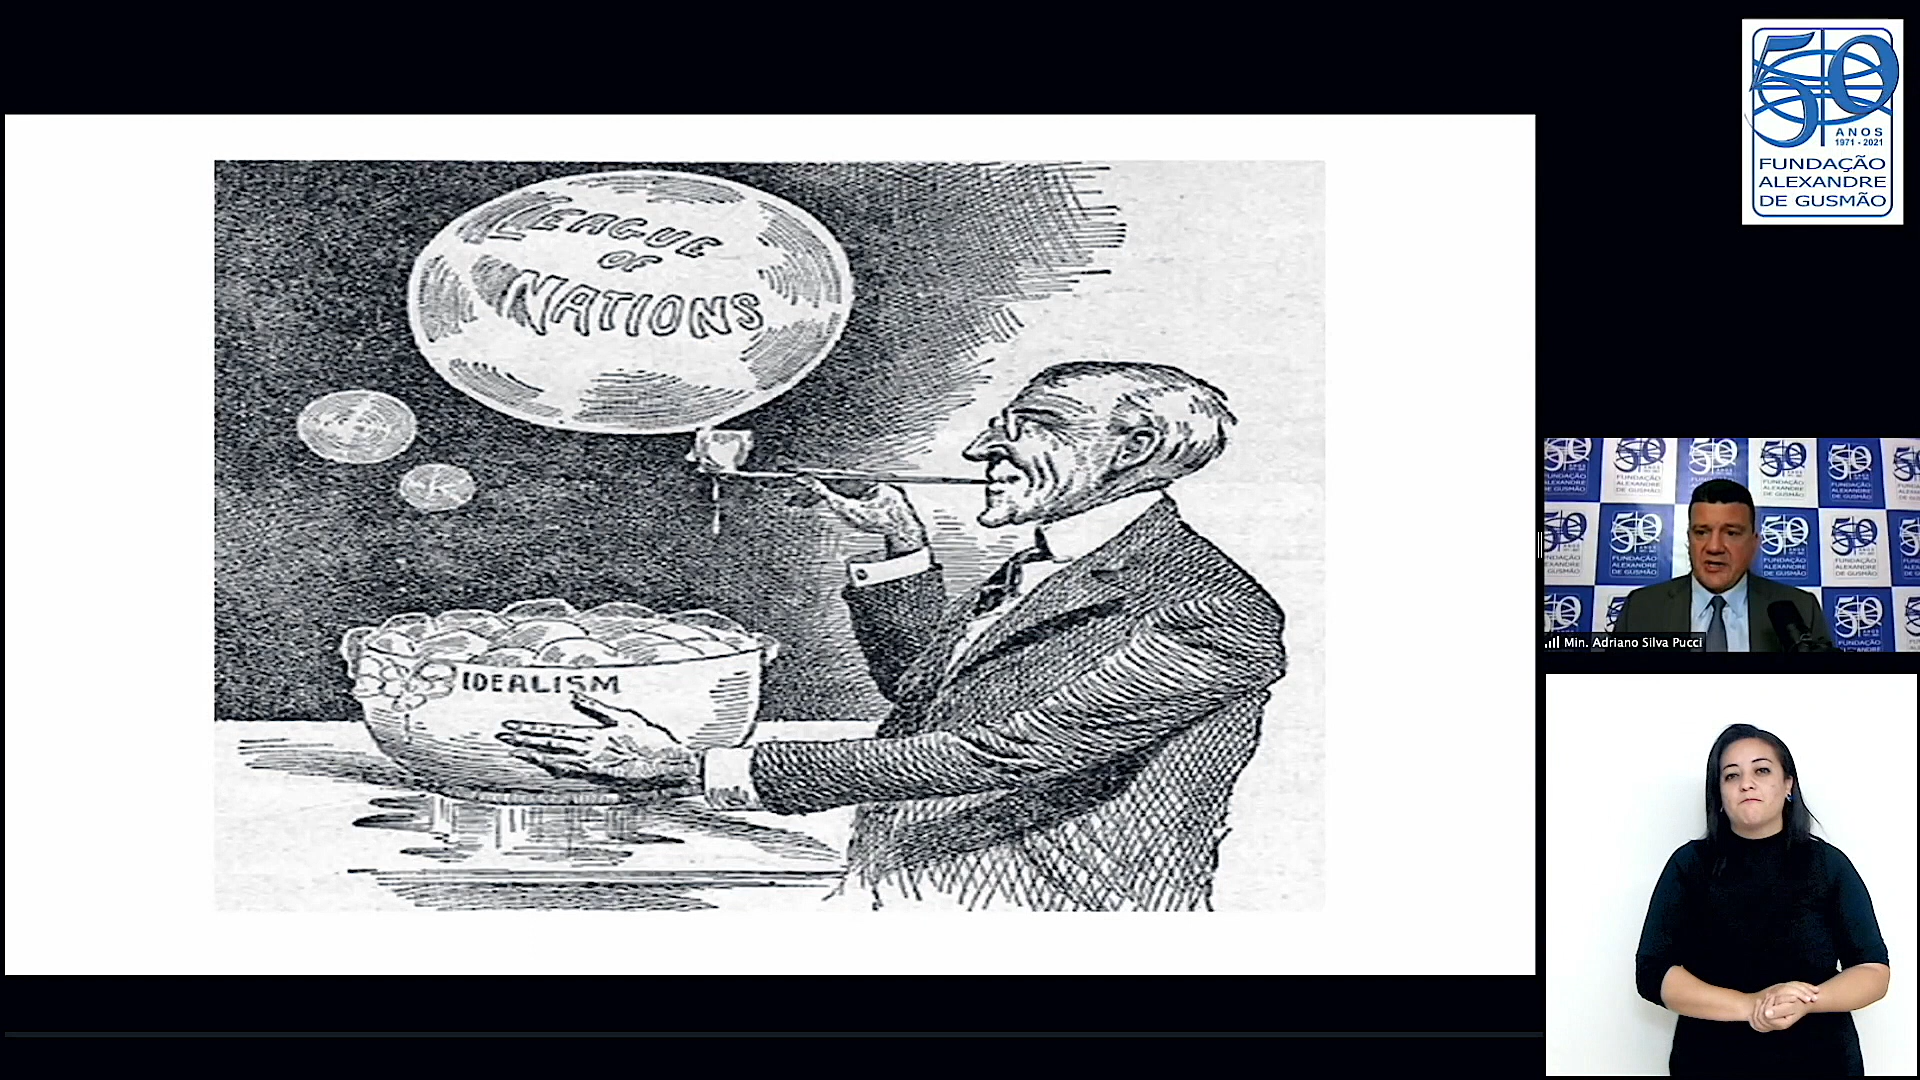 LEAGUE
OF
NATIONS
IDEALISM
50
ANOS
1971 - 2021
FUNDAÇÃO
ALEXANDRE
DE GUSMÃO
Min. Adriano Silva Pucci